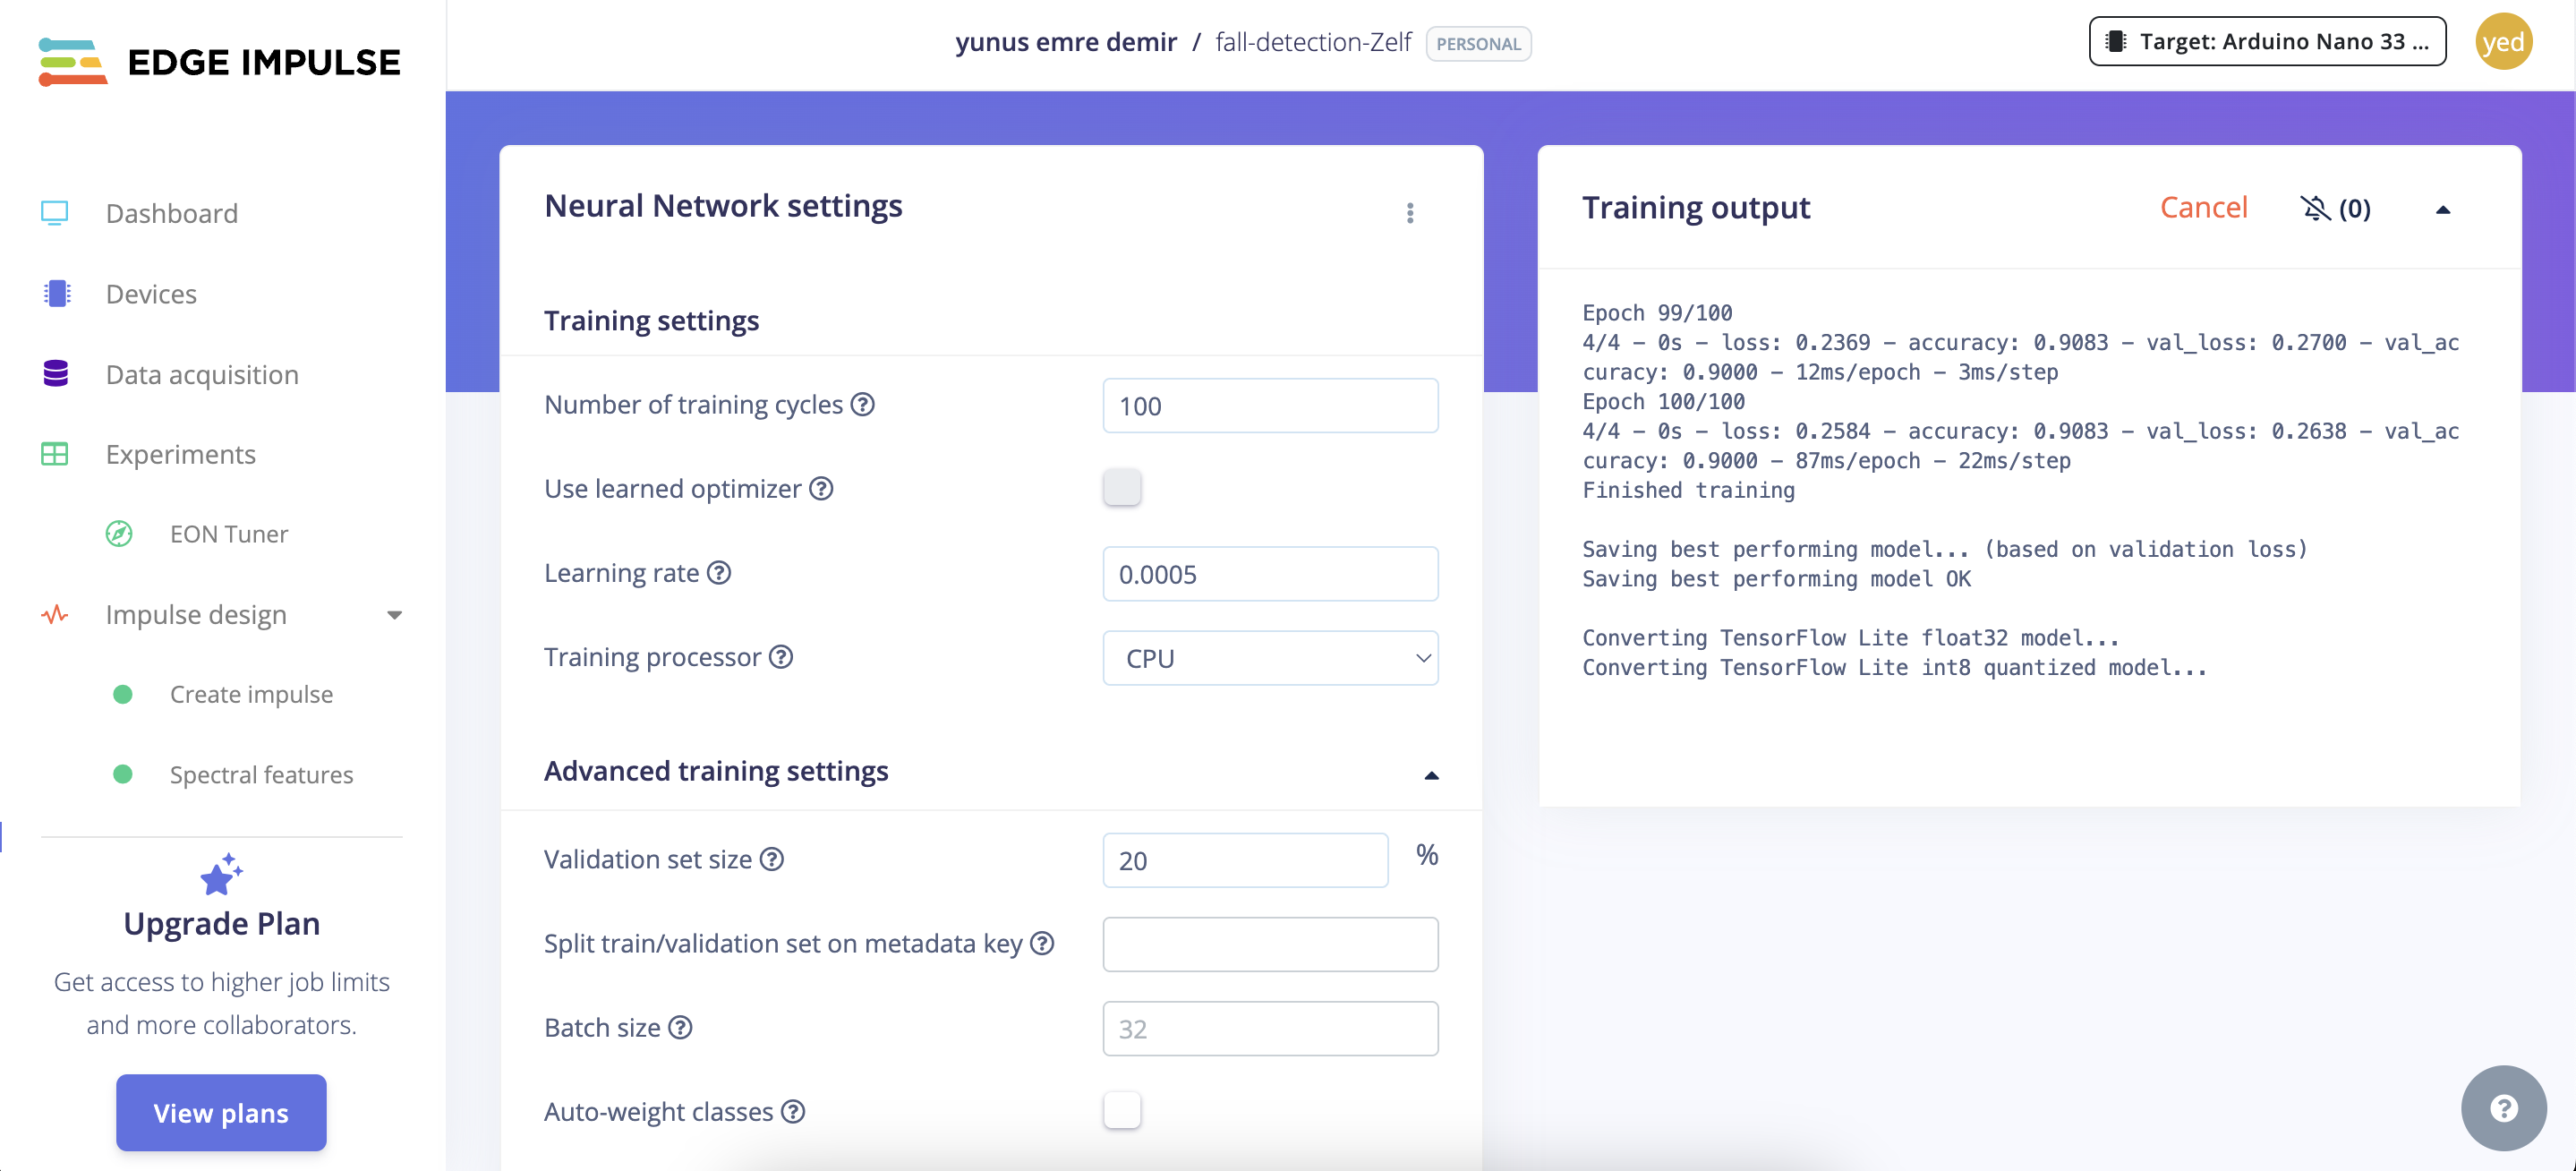 EDGE IMPULSE
yunus emre demir / fall-detection-Zelf PERSONAL
Target: Arduino Nano 33 ...
yed
Dashboard
Devices
Data acquisition
Experiments
EON Tuner
Impulse design
Create impulse
Spectral features
Upgrade Plan
Get access to higher job limits
and more collaborators.
View plans
Neural Network settings
Training settings
Number of training cycles ?
100
Use learned optimizer ?
Learning rate ?
0.0005
Training processor ?
CPU
Advanced training settings
Validation set size ?
20 %
Split train/validation set on metadata key ?
Batch size ?
32
Auto-weight classes ?
Training output
Cancel
(0)
Epoch 99/100
4/4 - 0s - loss: 0.2369 - accuracy: 0.9083 - val_loss: 0.2700 - val_ac
curacy: 0.9000 - 12ms/epoch - 3ms/step
Epoch 100/100
4/4 - 0s - loss: 0.2584 - accuracy: 0.9083 - val_loss: 0.2638 - val_ac
curacy: 0.9000 - 87ms/epoch - 22ms/step
Finished training
Saving best performing model... (based on validation loss)
Saving best performing model OK
Converting TensorFlow Lite float32 model...
Converting TensorFlow Lite int8 quantized model...
?